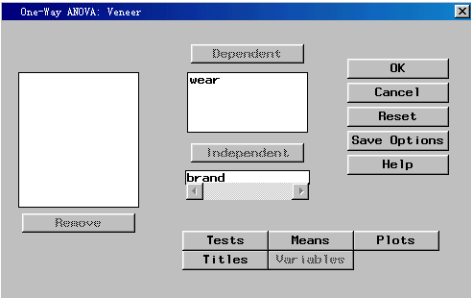 One-Way ANOVA: Veneer
Dependent
wear
OK
Cancel
Reset
Independent
Save Options
brand
Help
Remove
Tests Means Plots
Titles Variables